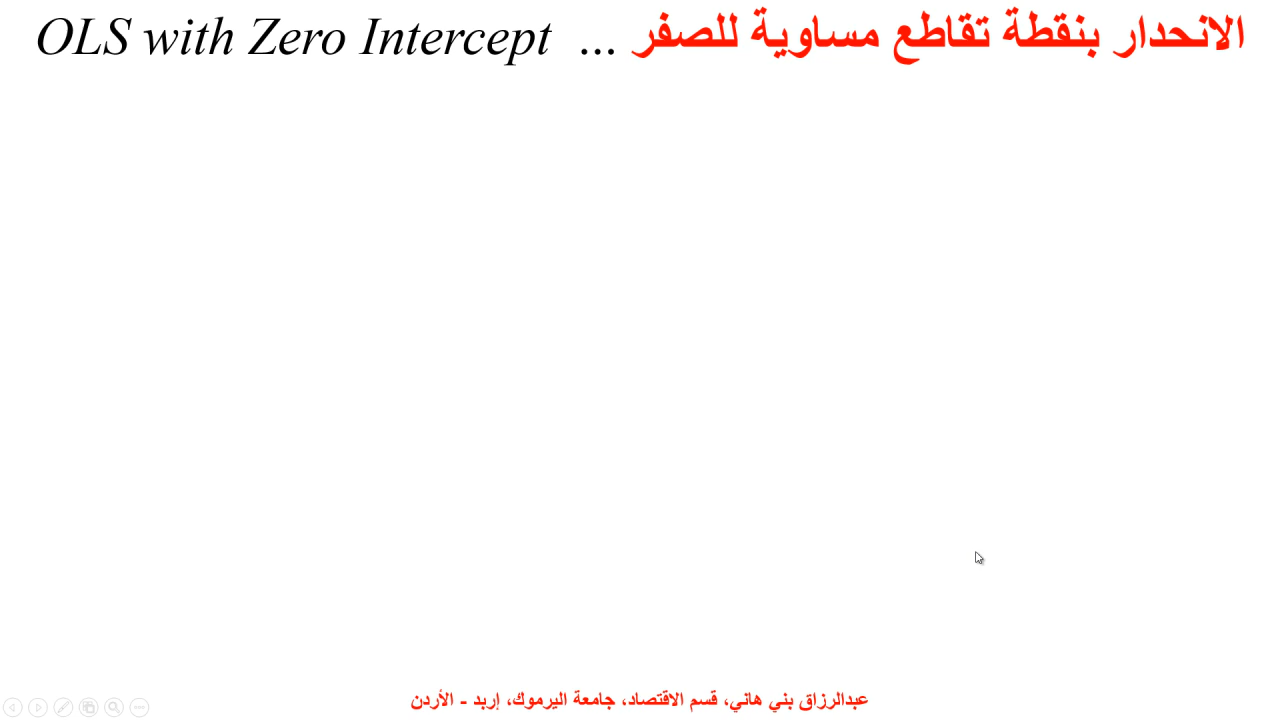 الانحدار بنقطة تقاطع مساوية للصفر ... OLS with Zero Intercept
عبدالرزاق بني هاني، قسم الاقتصاد، جامعة اليرموك، إربد - الأردن